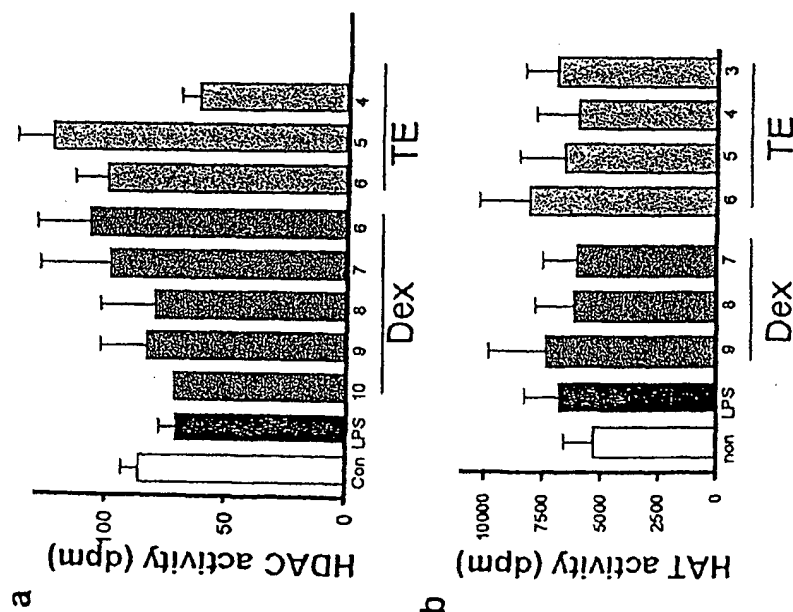 a
HDAC activity (dpm)
100
50
0
Con LPS 10 9 8 7 6 6 5 4
Dex TE
b
HAT activity (dpm)
10000
7500
5000
2500
0
non LPS 9 8 7 6 5 4 3
Dex TE